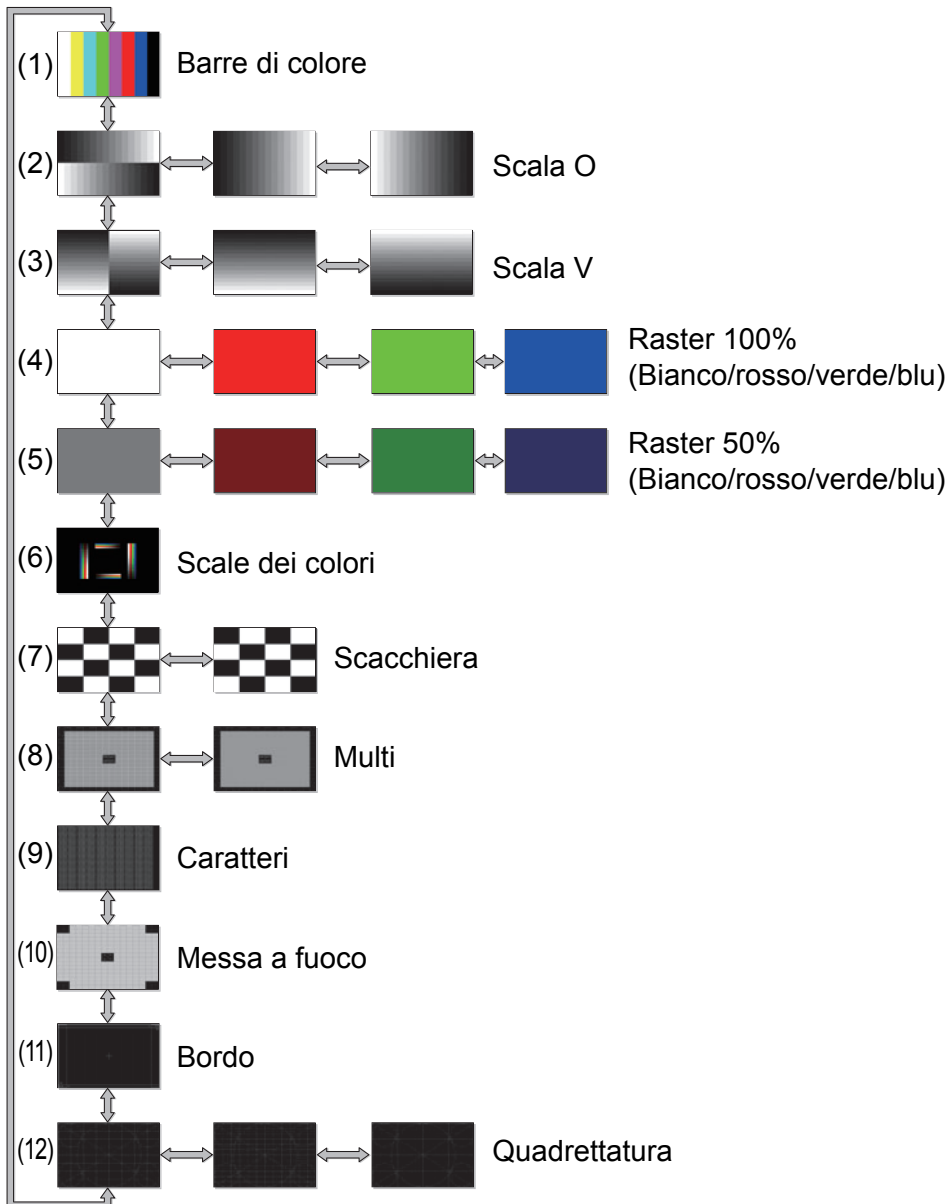 (1) Barre di colore
(2) Scala O
(3) Scala V
(4) Raster 100%
(Bianco/rosso/verde/blu)
(5) Raster 50%
(Bianco/rosso/verde/blu)
(6) Scale dei colori
(7) Scacchiera
(8) Multi
(9) Caratteri
(10) Messa a fuoco
(11) Bordo
(12) Quadrettatura